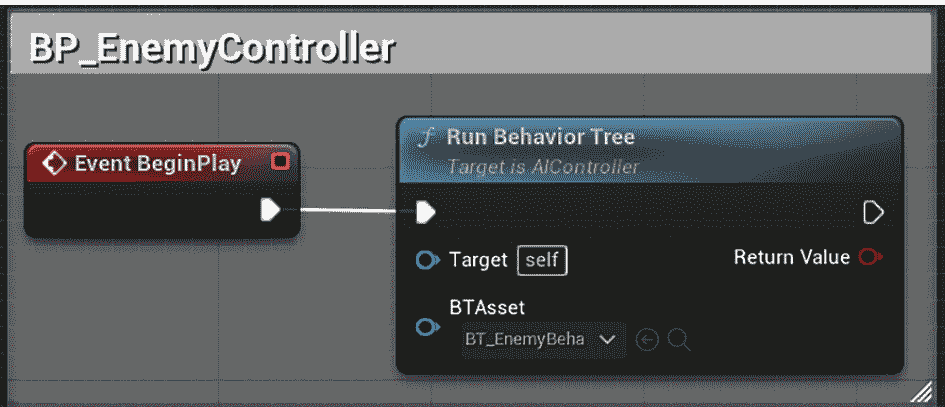 BP_EnemyController
Event BeginPlay
Run Behavior Tree
Target is AIController
Target self
Return Value
BTAsset
BT_EnemyBeha